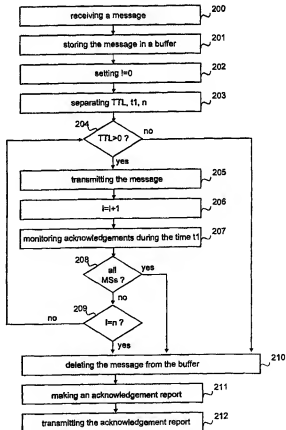 receiving a message 200
storing the message in a buffer 201
setting i=0 202
separating TTL, t1, n 203
204 TTL>0 ? no
yes
transmitting the message 205
i=i+1 206
monitoring acknowledgements during the time t1 207
208 all MSs ? yes
no
209 i=n ? no
yes
deleting the message from the buffer 210
making an acknowledgement report 211
transmitting the acknowledgement report 212